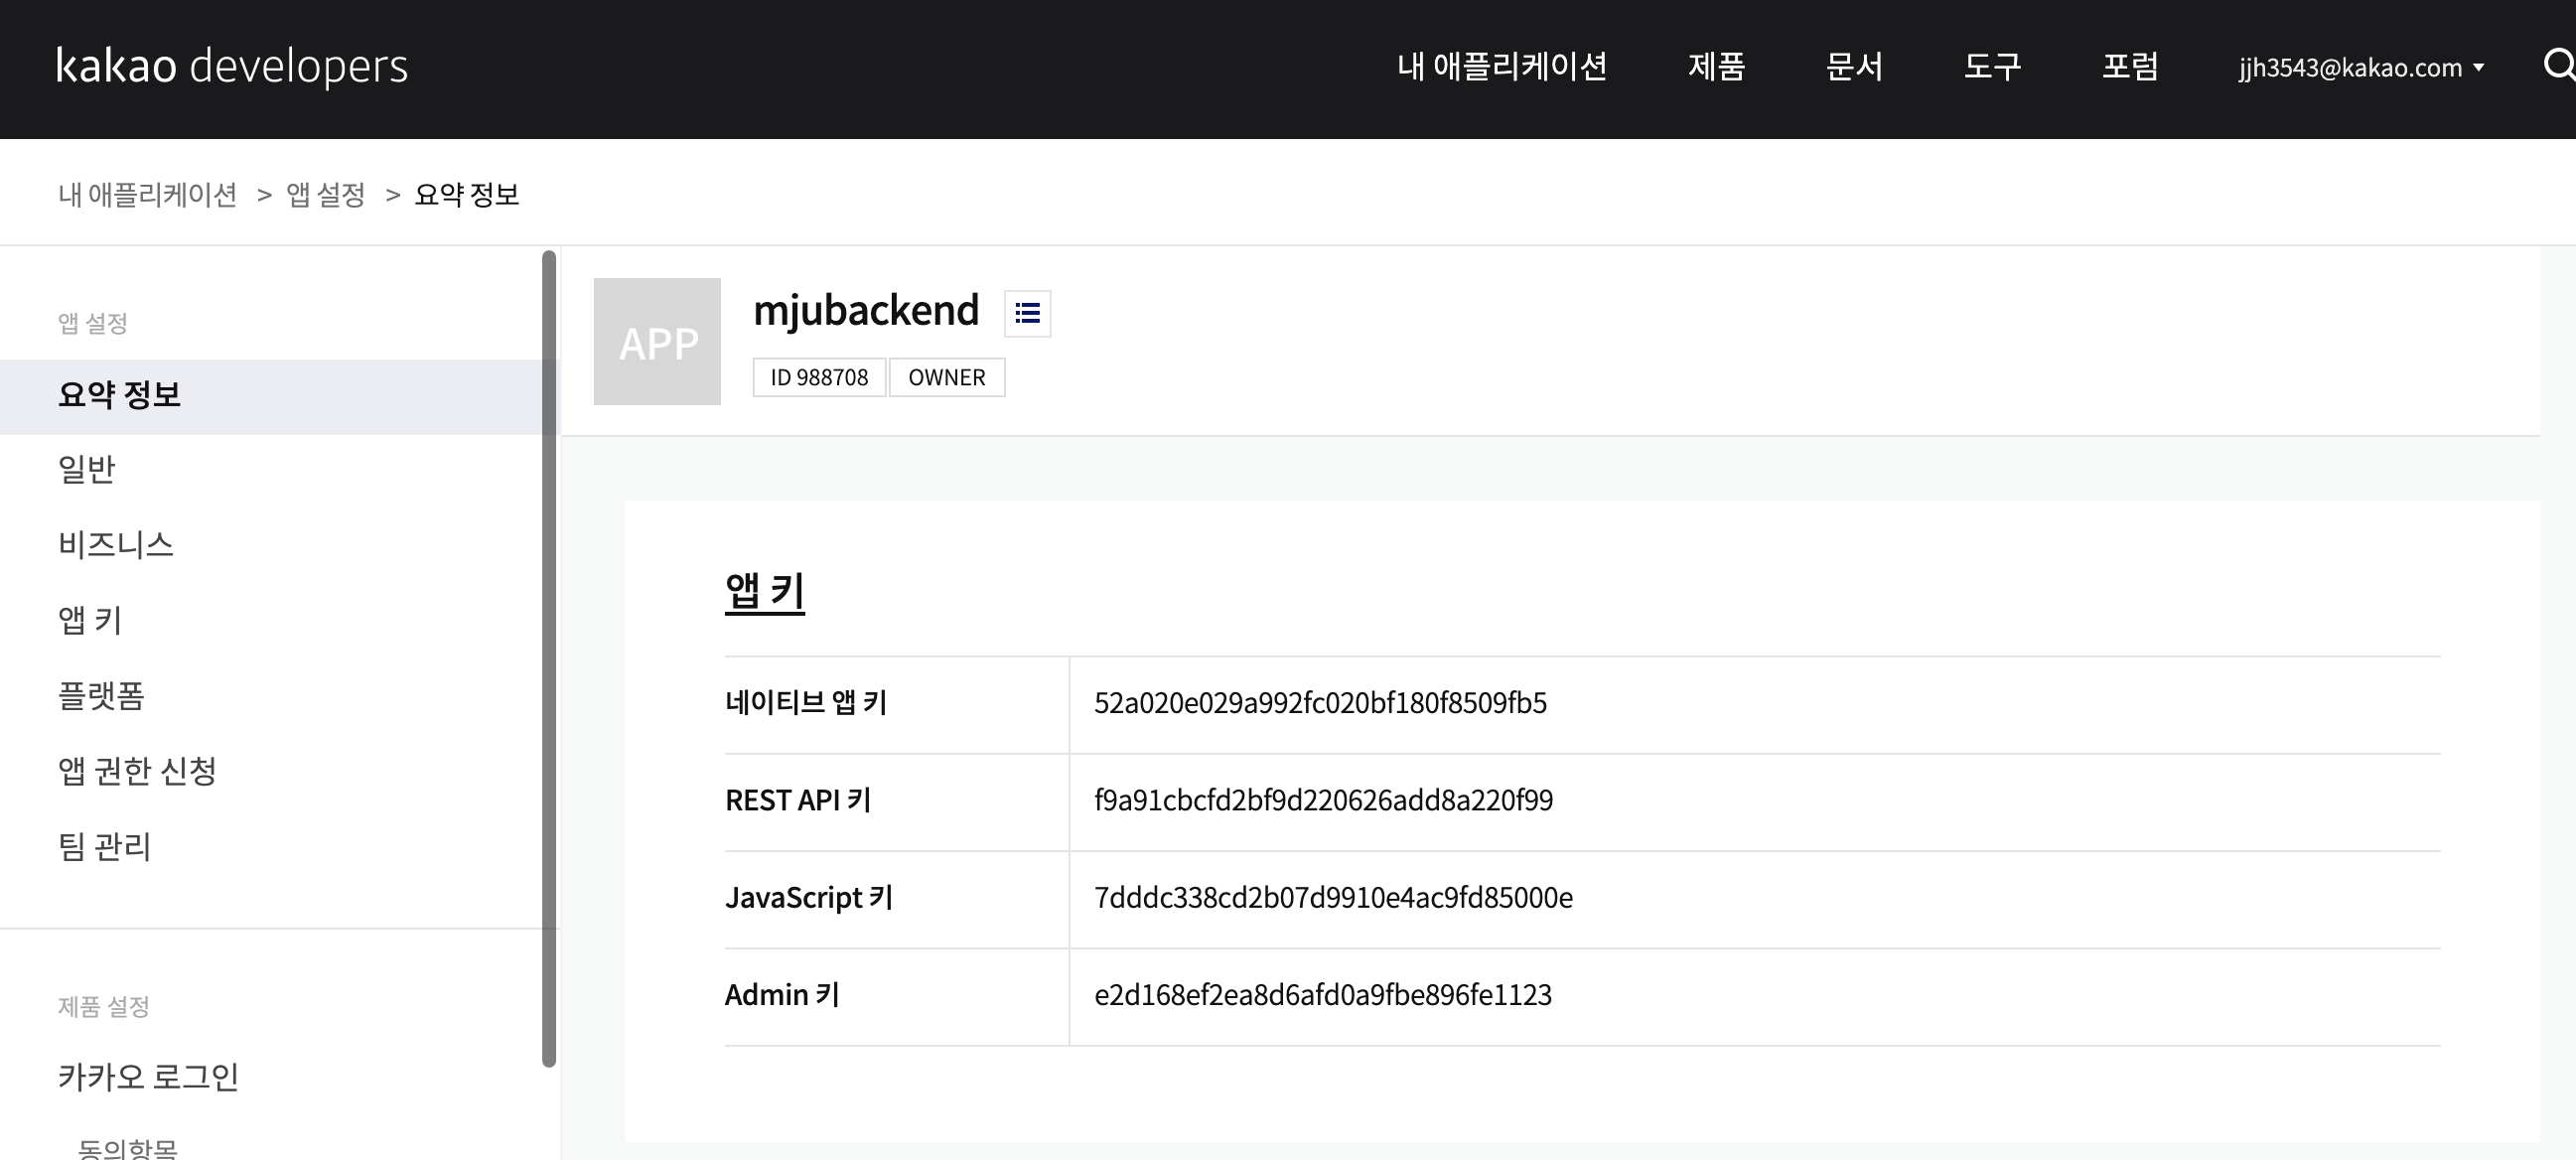 kakao developers
내 애플리케이션 제품 문서 도구 포럼 jjh3543@kakao.com
내 애플리케이션 > 앱 설정 > 요약 정보
앱 설정
요약 정보
일반
비즈니스
앱 키
플랫폼
앱 권한 신청
팀 관리
제품 설정
카카오 로그인
동의항목
APP
mjubackend
ID 988708 OWNER
앱 키
네이티브 앱 키 52a020e029a992fc020bf180f8509fb5
REST API 키 f9a91cbcfd2bf9d220626add8a220f99
JavaScript 키 7dddc338cd2b07d9910e4ac9fd85000e
Admin 키 e2d168ef2ea8d6afd0a9fbe896fe1123